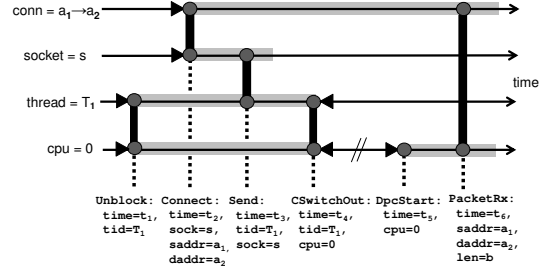 conn = a₁→a₂
socket = s
time
thread = T₁
cpu = 0
Unblock:
time=t₁,
tid=T₁
Connect:
time=t₂,
sock=s,
saddr=a₁,
daddr=a₂
Send:
time=t₃,
tid=T₁,
sock=s
CSwitchOut:
time=t₄,
tid=T₁,
cpu=0
DpcStart:
time=t₅,
cpu=0
PacketRx:
time=t₆,
saddr=a₁,
daddr=a₂,
len=b